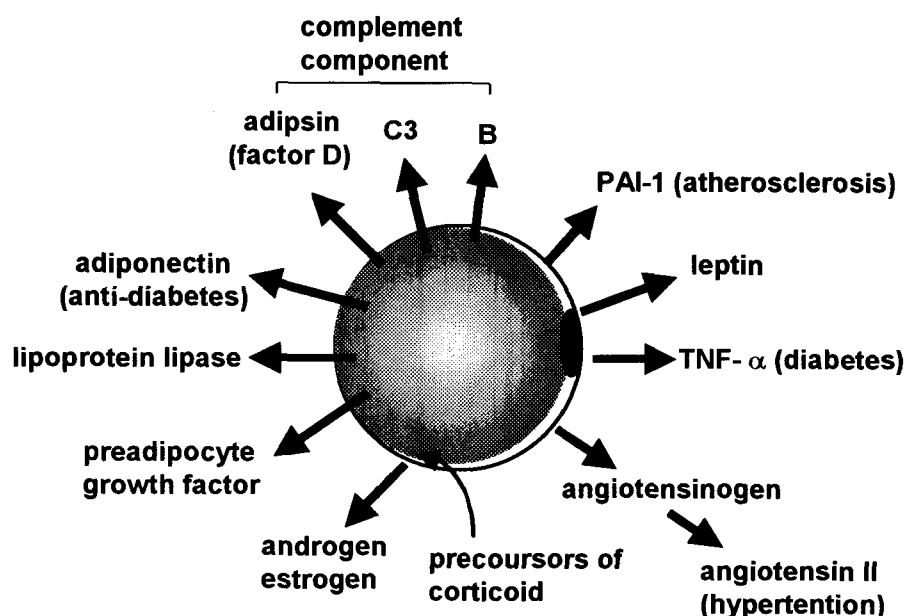 complement
component
adipsin
(factor D)
C3
B
PAI-1 (atherosclerosis)
adiponectin
(anti-diabetes)
leptin
lipoprotein lipase
TNF- α (diabetes)
preadipocyte
growth factor
angiotensinogen
androgen
estrogen
precoursors of
corticoid
angiotensin II
(hypertention)